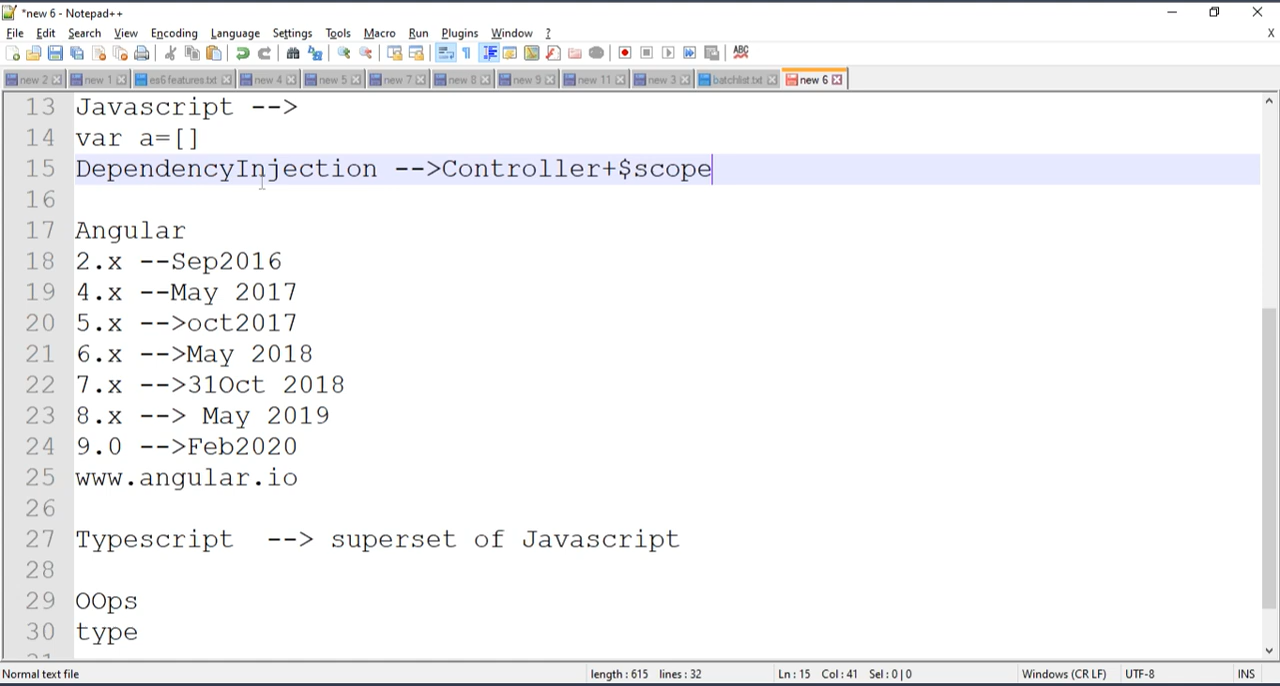 *new 6 - Notepad++
File Edit Search View Encoding Language Settings Tools Macro Run Plugins Window ? X
new 2 new 1 es6 features.txt new 4 new 5 new 7 new 8 new 9 new 11 new 3 batchlist.txt new 6
13 Javascript -->
14 var a=[]
15 DependencyInjection -->Controller+$scope
16
17 Angular
18 2.x --Sep2016
19 4.x --May 2017
20 5.x -->oct2017
21 6.x -->May 2018
22 7.x -->31Oct 2018
23 8.x --> May 2019
24 9.0 -->Feb2020
25 www.angular.io
26
27 Typescript  --> superset of Javascript
28
29 OOps
30 type
Normal text file length : 615 lines : 32 Ln : 15 Col : 41 Sel : 0 | 0 Windows (CR LF) UTF-8 INS